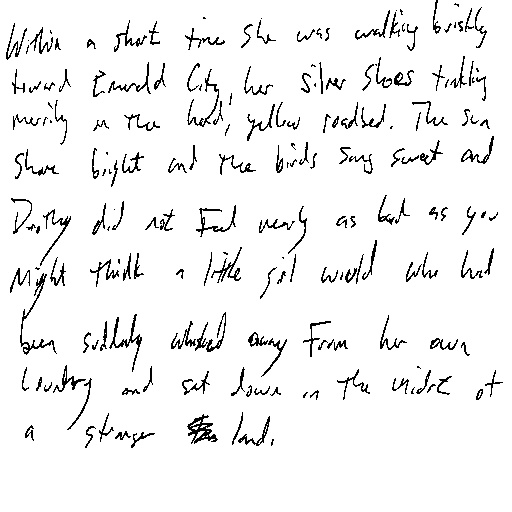 Within a short time she was walking briskly
toward Emerald City, her Silver Shoes tinkling
merrily on the hard, yellow roadbed. The sun
shone bright and the birds sang sweet and
Dorothy did not feel nearly as bad as you
might think a little girl would who had
been suddenly whisked away from her own
country and set down in the midst of
a strange land.